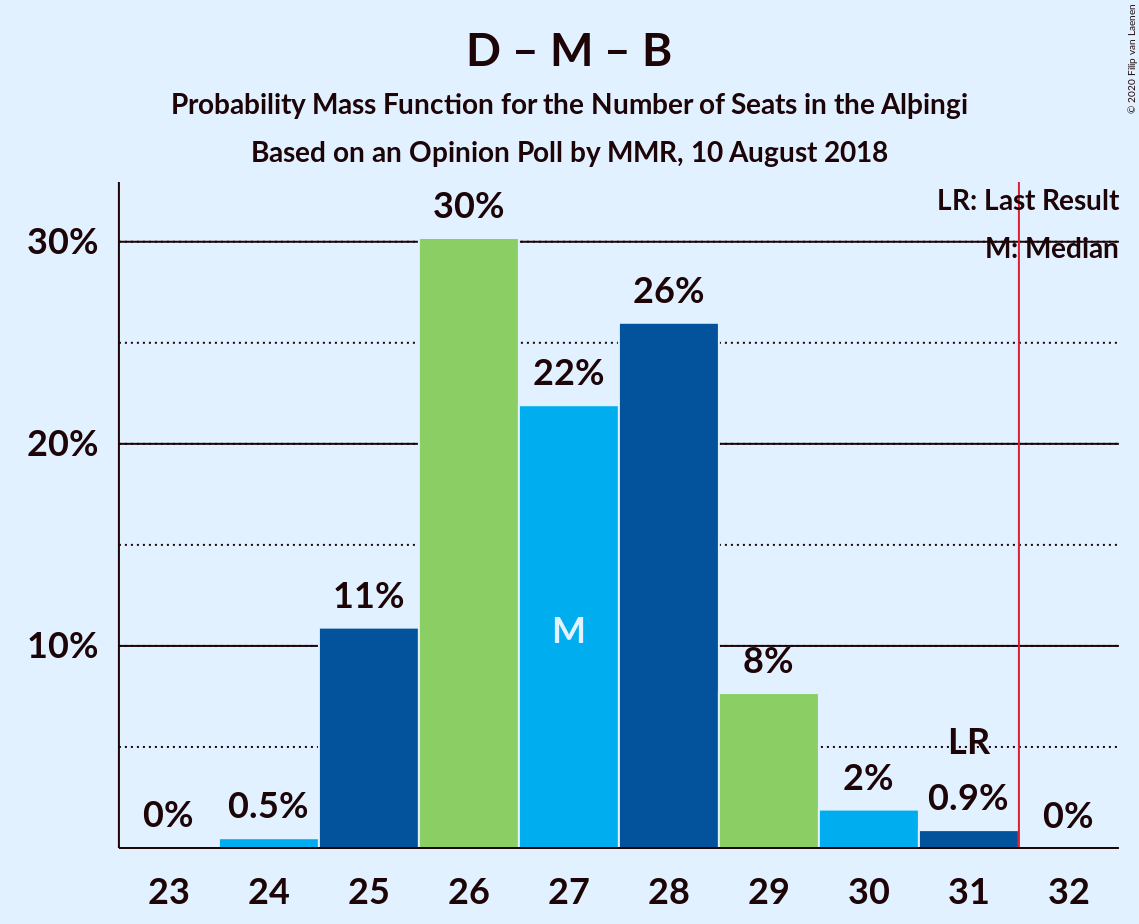 D – M – B
Probability Mass Function for the Number of Seats in the Alþingi
Based on an Opinion Poll by MMR, 10 August 2018
© 2020 Filip van Laenen
LR: Last Result
M: Median
30%
20%
10%
0%
0.5%
11%
30%
22%
26%
8%
2%
0.9%
0%
M
LR
23 24 25 26 27 28 29 30 31 32